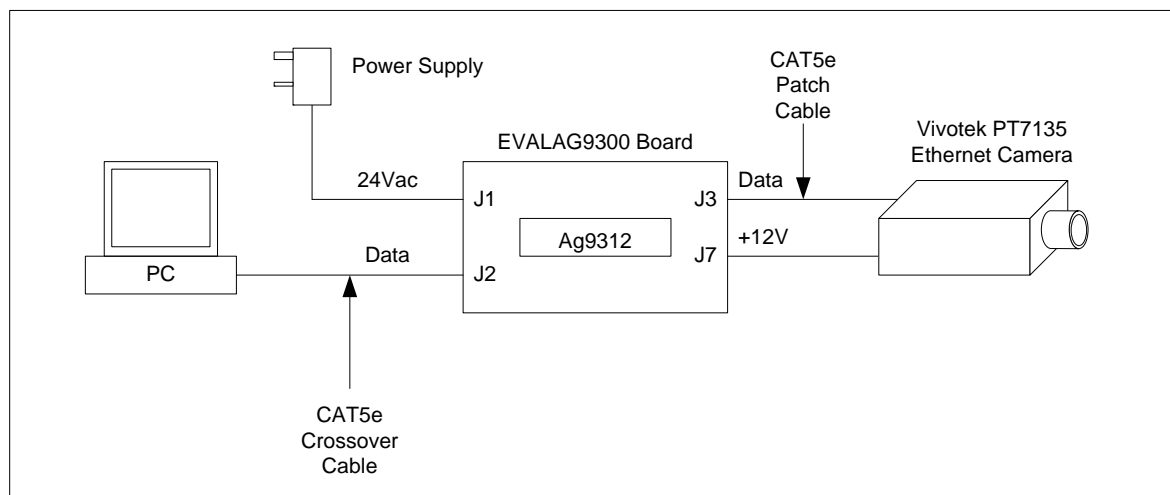 Power Supply
CAT5e
Patch
Cable
Vivotek PT7135
Ethernet Camera
EVALAG9300 Board
24Vac
J1
J3
Data
Ag9312
+12V
J7
PC
Data
J2
CAT5e
Crossover
Cable